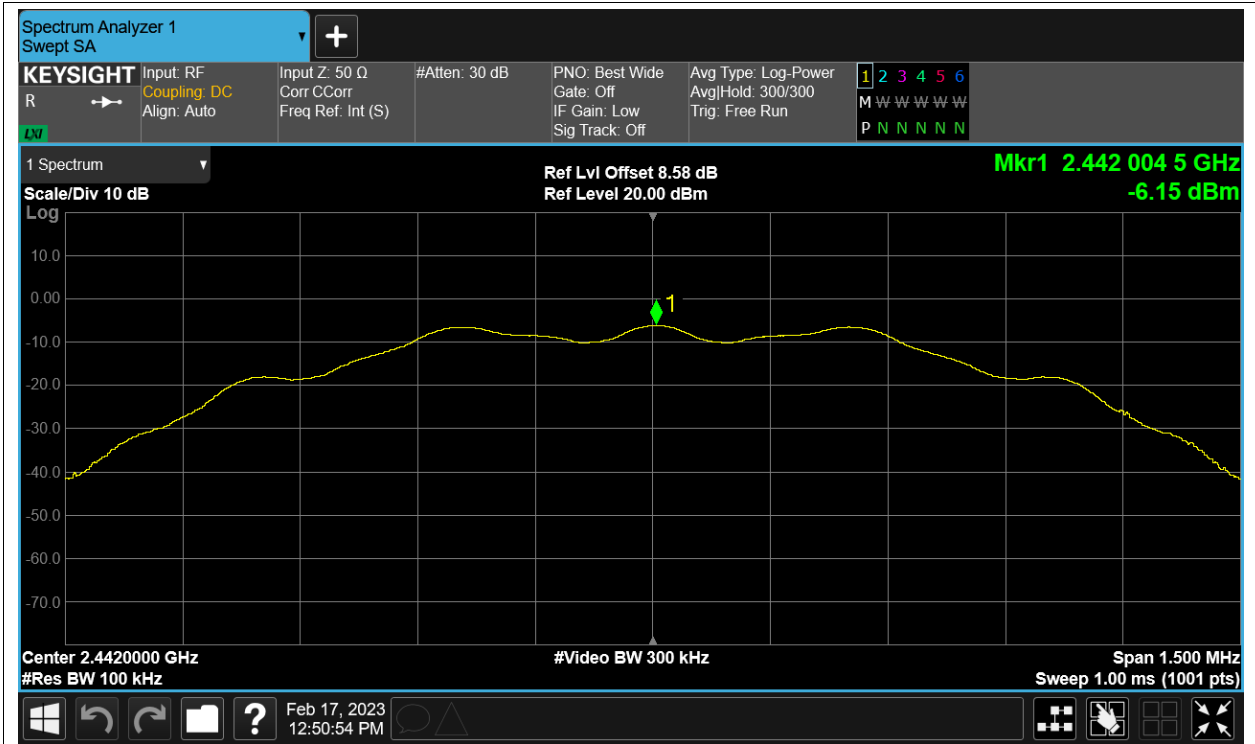 Spectrum Analyzer 1
Swept SA
KEYSIGHT
R
LXI
Input: RF
Coupling: DC
Align: Auto
Input Z: 50 Ω
Corr CCorr
Freq Ref: Int (S)
#Atten: 30 dB
PNO: Best Wide
Gate: Off
IF Gain: Low
Sig Track: Off
Avg Type: Log-Power
Avg|Hold: 300/300
Trig: Free Run
1 2 3 4 5 6
M W W W W W
P N N N N N
1 Spectrum
Scale/Div 10 dB
Log
Ref Lvl Offset 8.58 dB
Ref Level 20.00 dBm
Mkr1 2.442 004 5 GHz
-6.15 dBm
10.0
0.00
1
-10.0
-20.0
-30.0
-40.0
-50.0
-60.0
-70.0
Center 2.4420000 GHz
#Res BW 100 kHz
#Video BW 300 kHz
Span 1.500 MHz
Sweep 1.00 ms (1001 pts)
?
Feb 17, 2023
12:50:54 PM